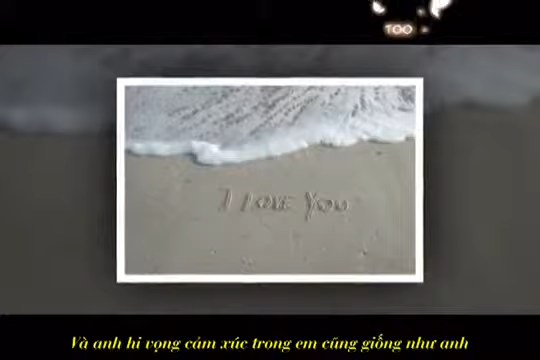 TOO
I LOVE YOU
Và anh hi vọng cảm xúc trong em cũng giống như anh